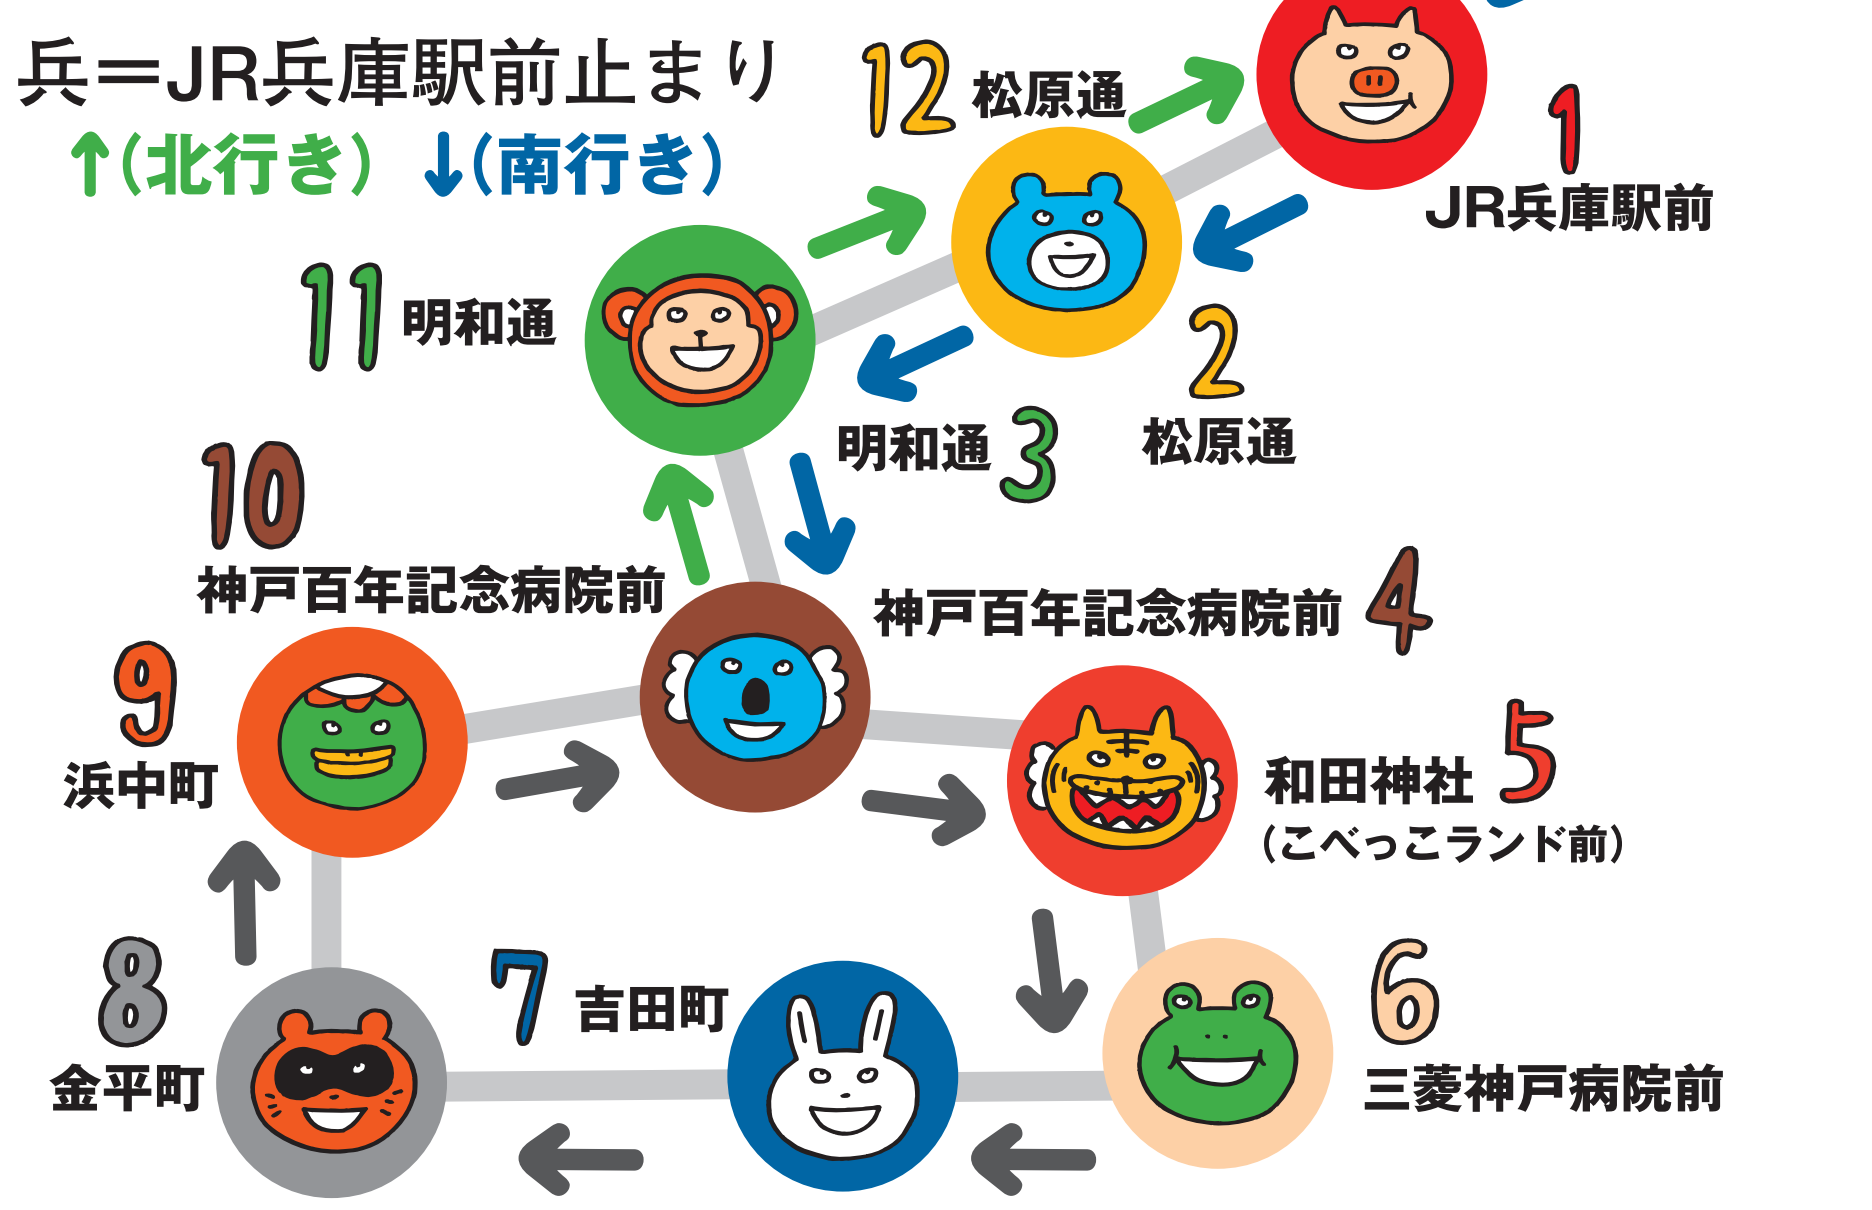 兵＝JR兵庫駅前止まり
↑(北行き) ↓(南行き)
1
JR兵庫駅前
2
松原通
明和通 3
神戸百年記念病院前 4
和田神社 5
(こべっこランド前)
6
三菱神戸病院前
7 吉田町
8
金平町
9
浜中町
10
神戸百年記念病院前
11 明和通
12 松原通